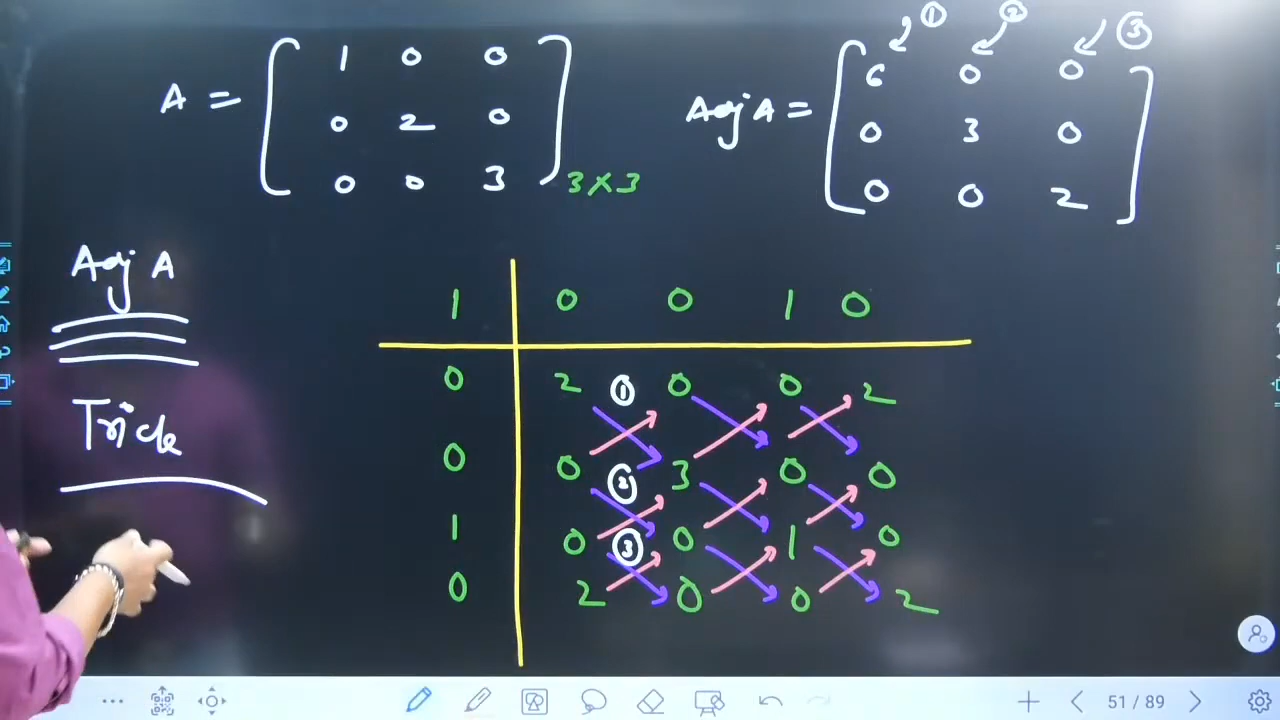 ① ② ③
A = [ 1 0 0 Adj A = [ 6 0 0
0 2 0 0 3 0
0 0 3 ] 3×3 0 0 2 ]
Adj A
Trick
1 0 0 1 0
0 2 ① 0 0 2
0 0 ② 3 0 0
1 0 ③ 0 1 0
0 2 0 0 2
51 / 89